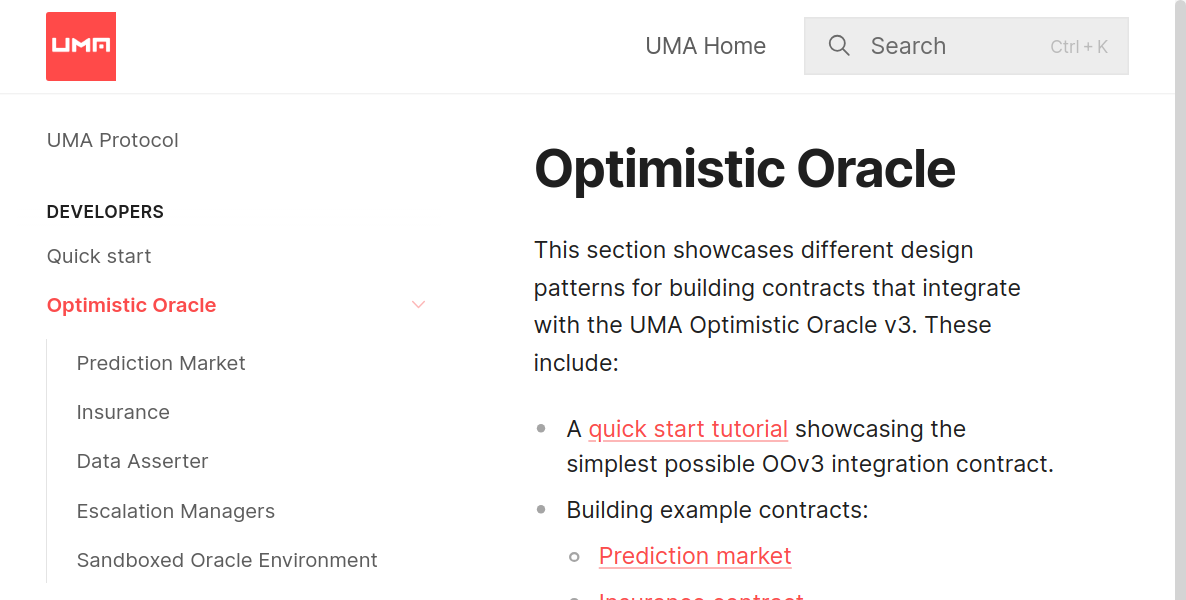 UMA
UMA Home
Search
Ctrl + K
UMA Protocol
DEVELOPERS
Quick start
Optimistic Oracle
Prediction Market
Insurance
Data Asserter
Escalation Managers
Sandboxed Oracle Environment
Optimistic Oracle
This section showcases different design
patterns for building contracts that integrate
with the UMA Optimistic Oracle v3. These
include:
A quick start tutorial showcasing the
simplest possible OOv3 integration contract.
Building example contracts:
Prediction market
Insurance contract